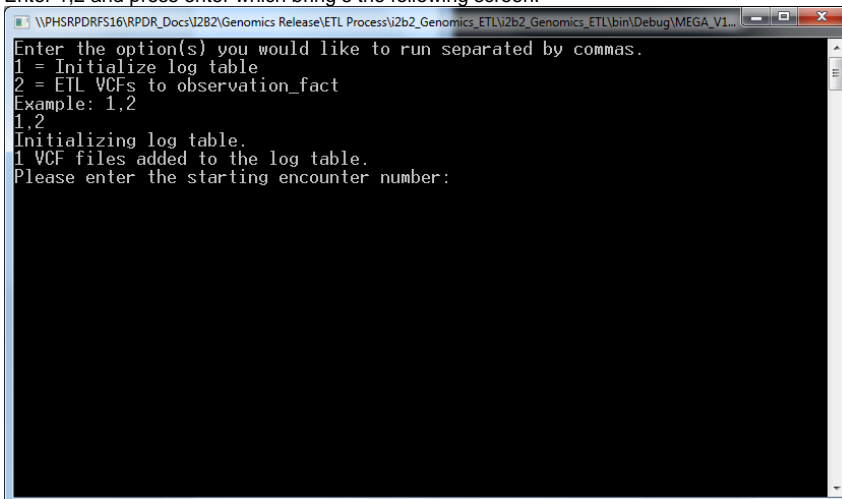 Enter 1,2 and press enter which bring's the following screen.
\\PHSRPDRFS16\RPDR_Docs\I2B2\Genomics Release\ETL Process\i2b2_Genomics_ETL\i2b2_Genomics_ETL\bin\Debug\MEGA_V1...
Enter the option(s) you would like to run separated by commas.
1 = Initialize log table
2 = ETL VCFs to observation_fact
Example: 1,2
1,2
Initializing log table.
1 VCF files added to the log table.
Please enter the starting encounter number: